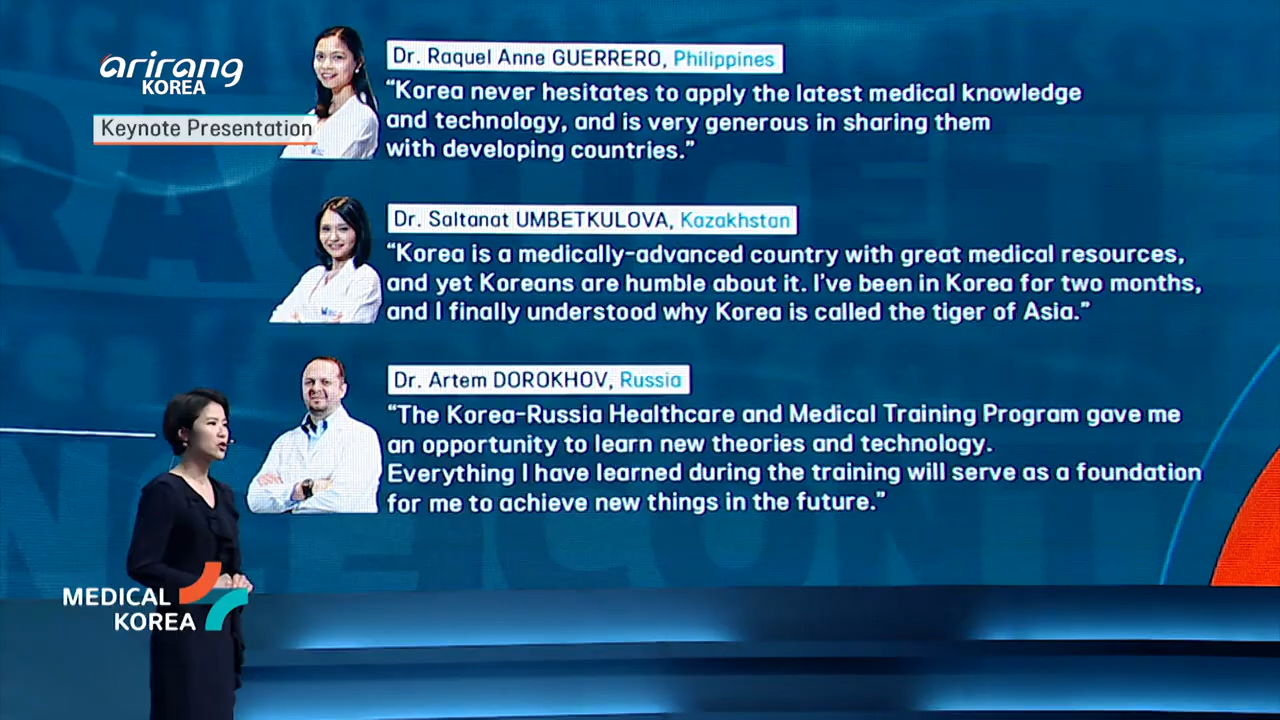 arirang
KOREA
Keynote Presentation
Dr. Raquel Anne GUERRERO, Philippines
“Korea never hesitates to apply the latest medical knowledge
and technology, and is very generous in sharing them
with developing countries.”
Dr. Saltanat UMBETKULOVA, Kazakhstan
“Korea is a medically-advanced country with great medical resources,
and yet Koreans are humble about it. I’ve been in Korea for two months,
and I finally understood why Korea is called the tiger of Asia.”
Dr. Artem DOROKHOV, Russia
“The Korea-Russia Healthcare and Medical Training Program gave me
an opportunity to learn new theories and technology.
Everything I have learned during the training will serve as a foundation
for me to achieve new things in the future.”
MEDICAL
KOREA